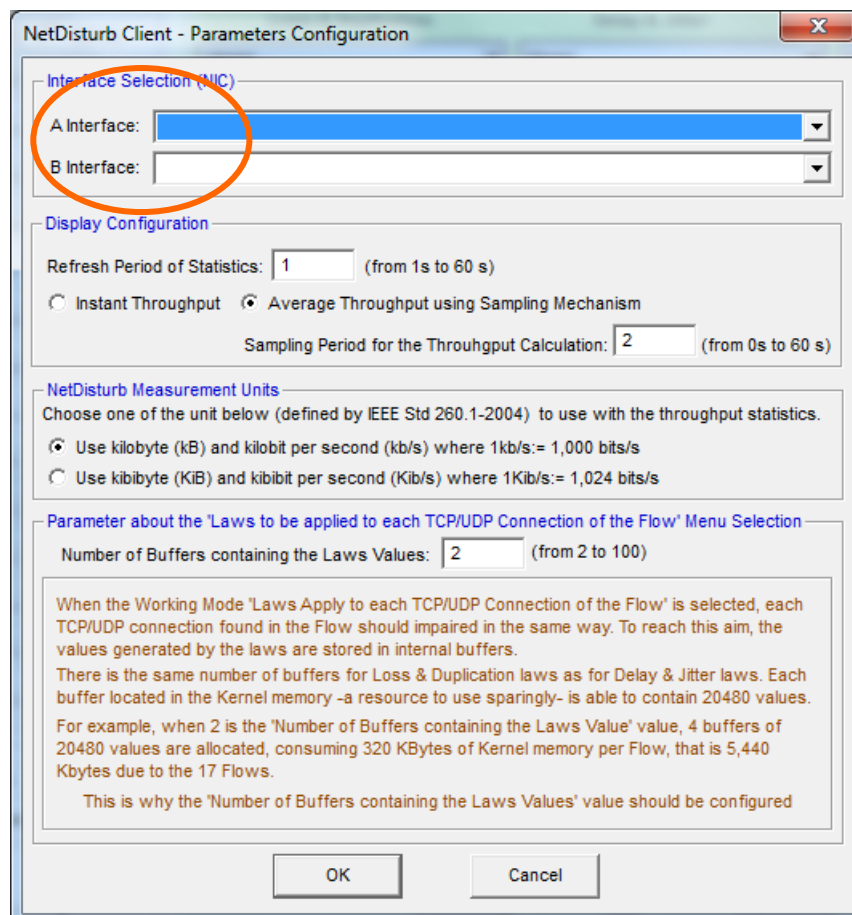 NetDisturb Client - Parameters Configuration
Interface Selection (NIC)
A Interface:
B Interface:
Display Configuration
Refresh Period of Statistics: 1 (from 1s to 60 s)
Instant Throughput Average Throughput using Sampling Mechanism
Sampling Period for the Throuhgput Calculation: 2 (from 0s to 60 s)
NetDisturb Measurement Units
Choose one of the unit below (defined by IEEE Std 260.1-2004) to use with the throughput statistics.
Use kilobyte (kB) and kilobit per second (kb/s) where 1kb/s:= 1,000 bits/s
Use kibibyte (KiB) and kibibit per second (Kib/s) where 1Kib/s:= 1,024 bits/s
Parameter about the 'Laws to be applied to each TCP/UDP Connection of the Flow' Menu Selection
Number of Buffers containing the Laws Values: 2 (from 2 to 100)
When the Working Mode 'Laws Apply to each TCP/UDP Connection of the Flow' is selected, each
TCP/UDP connection found in the Flow should impaired in the same way. To reach this aim, the
values generated by the laws are stored in internal buffers.
There is the same number of buffers for Loss & Duplication laws as for Delay & Jitter laws. Each
buffer located in the Kernel memory -a resource to use sparingly- is able to contain 20480 values.
For example, when 2 is the 'Number of Buffers containing the Laws Value' value, 4 buffers of
20480 values are allocated, consuming 320 KBytes of Kernel memory per Flow, that is 5,440
Kbytes due to the 17 Flows.
This is why the 'Number of Buffers containing the Laws Values' value should be configured
OK Cancel